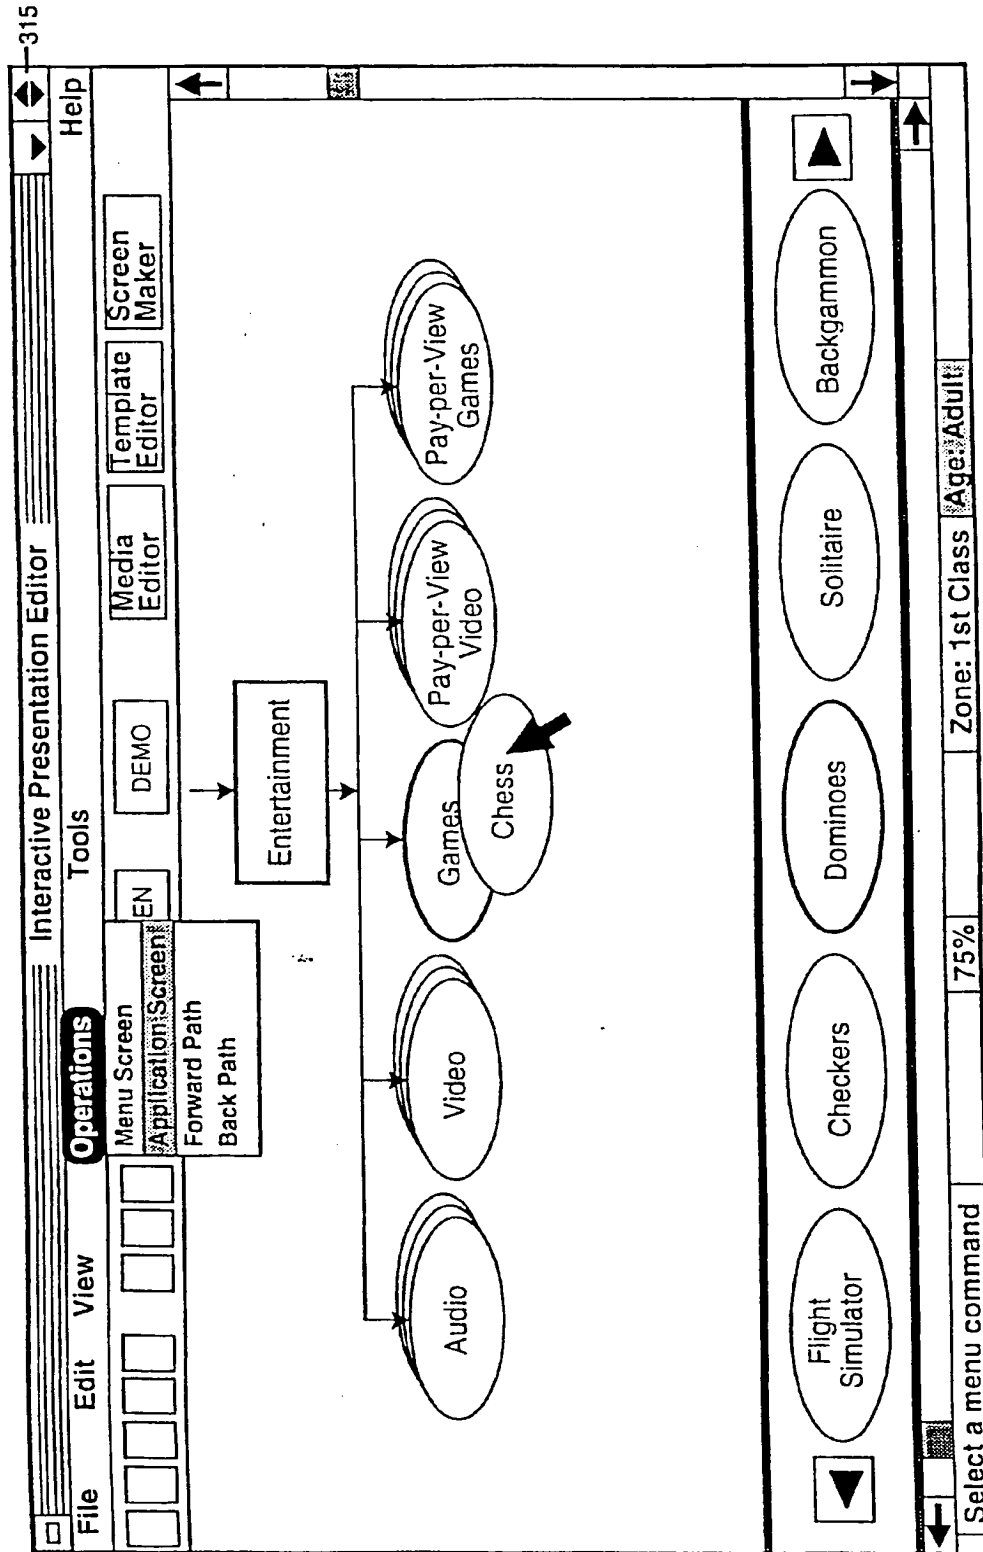 315
Interactive Presentation Editor
File Edit View Operations Tools Help
Menu Screen
Application Screen
Forward Path
Back Path
EN
DEMO
Media
Editor
Template
Editor
Screen
Maker
Entertainment
Audio
Video
Games
Chess
Pay-per-View
Video
Pay-per-View
Games
Flight
Simulator
Checkers
Dominoes
Solitaire
Backgammon
Select a menu command
75%
Zone: 1st Class
Age: Adult